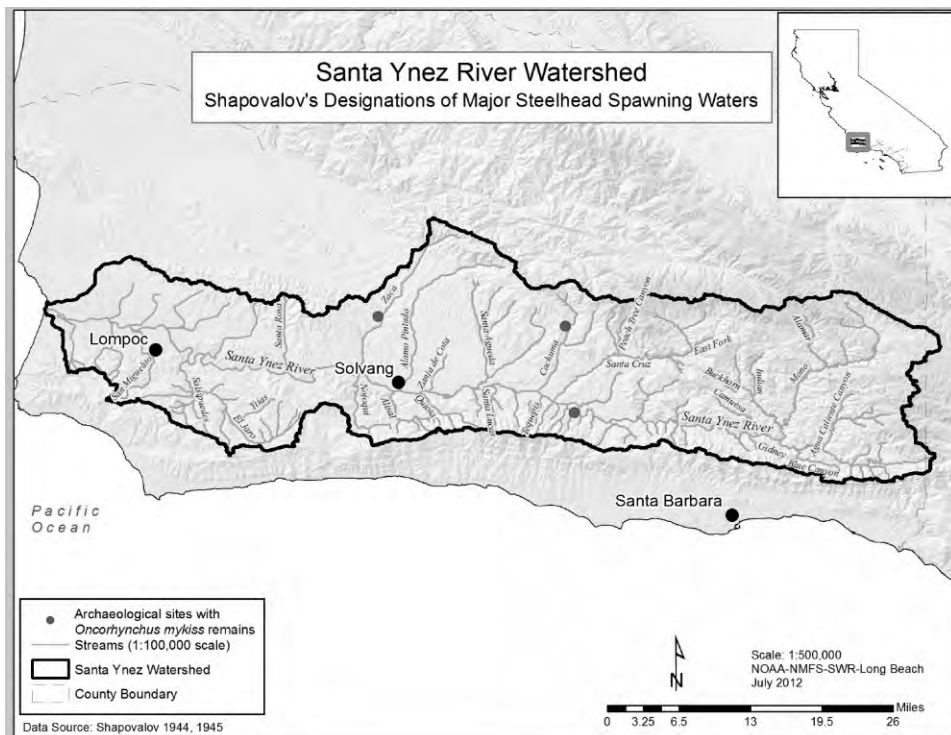 Santa Ynez River Watershed
Shapovalov's Designations of Major Steelhead Spawning Waters
Zaca
Peach Tree Canyon
Santa Rosa
Alamo Pintado
Santa Agueda
Cachuma
Alamar
Lompoc
East Fork
Santa Ynez River
Solvang
Zanja de Cota
Santa Cruz
Mono
San Miguelito
Buckhorn
Indian
Salsipuedes
Ytias
Nojoqui
Alisal
Quiota
Santa Lucia
Tequepis
Camuesa
Agua Caliente Canyon
El Jaro
Santa Ynez River
Gidney
Blue Canyon
Santa Barbara
Pacific
Ocean
Archaeological sites with
Oncorhynchus mykiss remains
Streams (1:100,000 scale)
Santa Ynez Watershed
County Boundary
N
Scale: 1:500,000
NOAA-NMFS-SWR-Long Beach
July 2012
Miles
0 3.25 6.5 13 19.5 26
Data Source: Shapovalov 1944, 1945